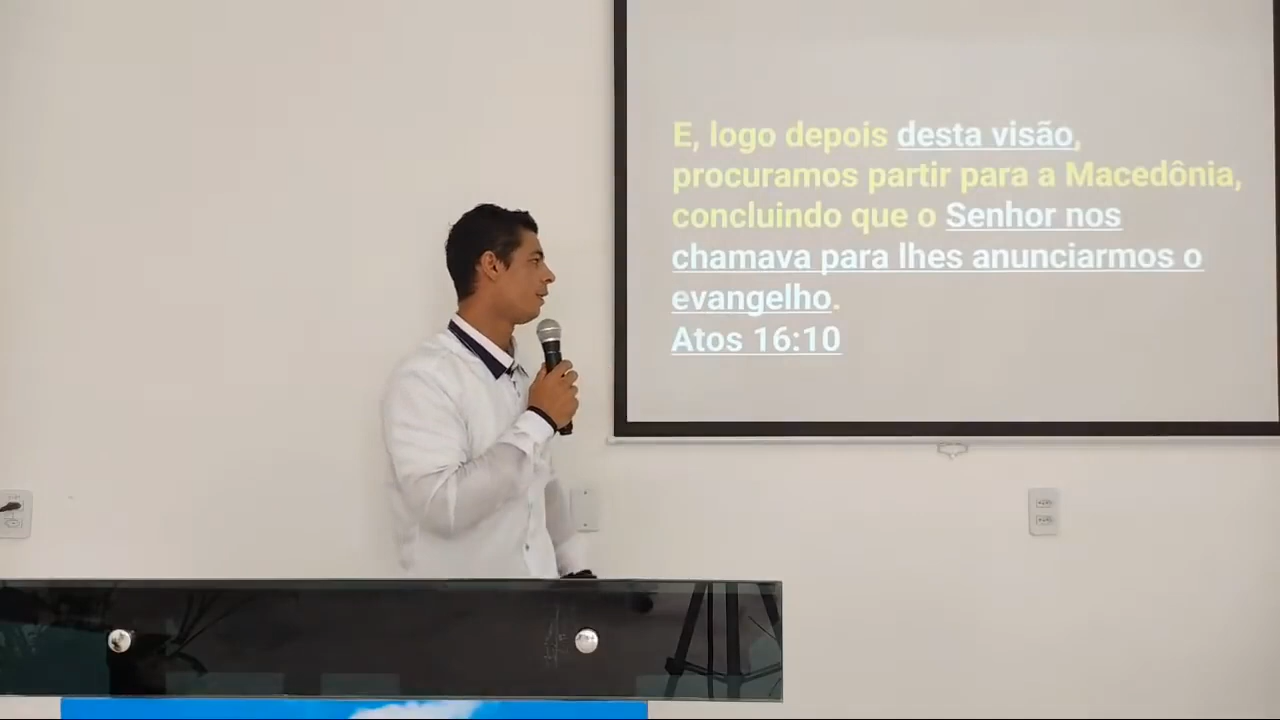 E, logo depois desta visão,
procuramos partir para a Macedônia,
concluindo que o Senhor nos
chamava para lhes anunciarmos o
evangelho.
Atos 16:10